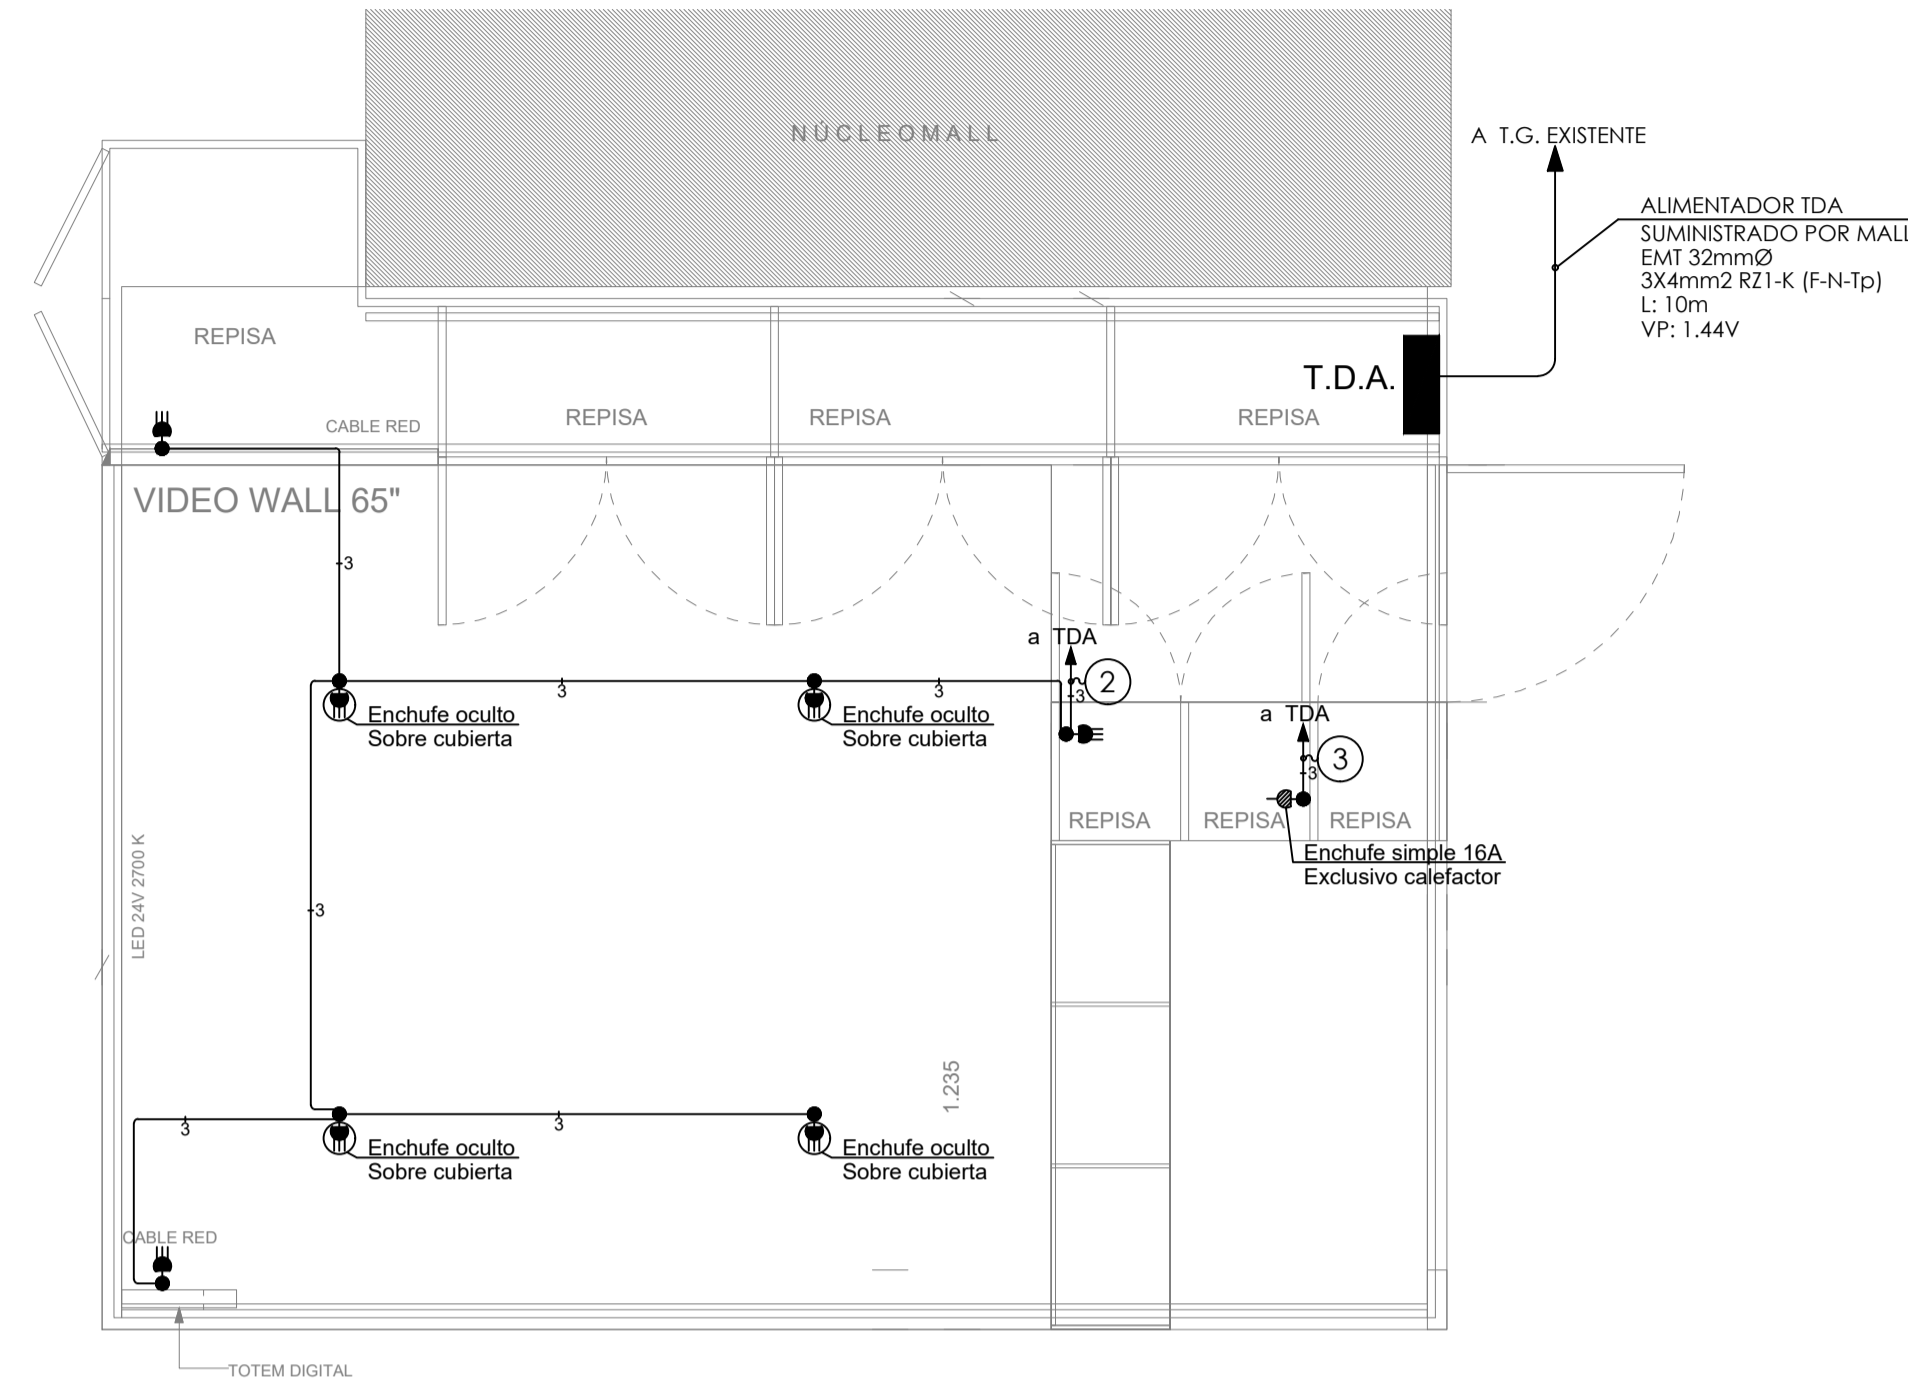 NÚCLEOMALL
A T.G. EXISTENTE
ALIMENTADOR TDA
SUMINISTRADO POR MALL
EMT 32mmØ
3X4mm2 RZ1-K (F-N-Tp)
L: 10m
VP: 1.44V
REPISA
T.D.A.
CABLE RED
REPISA
REPISA
REPISA
VIDEO WALL 65"
3
a TDA
2
3
3
3
Enchufe oculto
Sobre cubierta
Enchufe oculto
Sobre cubierta
a TDA
3
3
REPISA
REPISA
REPISA
Enchufe simple 16A
Exclusivo calefactor
LED 24V 2700 K
3
1.235
3
3
Enchufe oculto
Sobre cubierta
Enchufe oculto
Sobre cubierta
CABLE RED
TOTEM DIGITAL